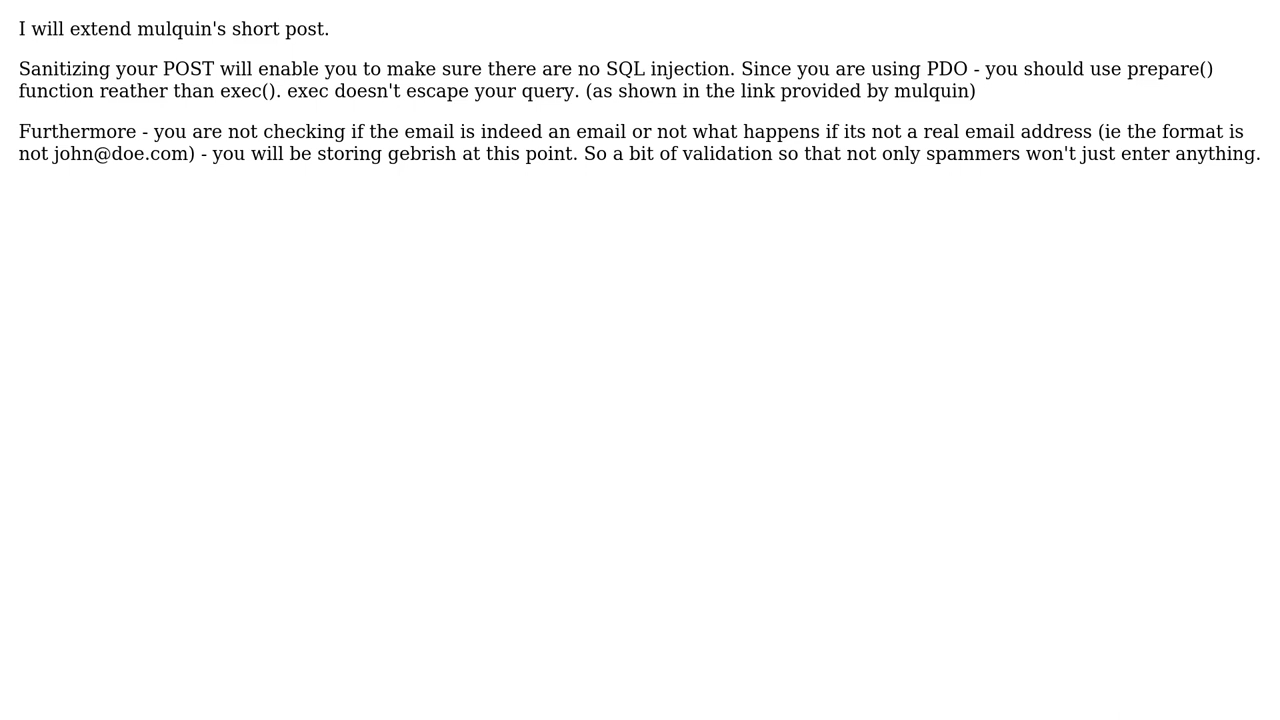 I will extend mulquin's short post.
Sanitizing your POST will enable you to make sure there are no SQL injection. Since you are using PDO - you should use prepare()
function reather than exec(). exec doesn't escape your query. (as shown in the link provided by mulquin)
Furthermore - you are not checking if the email is indeed an email or not what happens if its not a real email address (ie the format is
not john@doe.com) - you will be storing gebrish at this point. So a bit of validation so that not only spammers won't just enter anything.